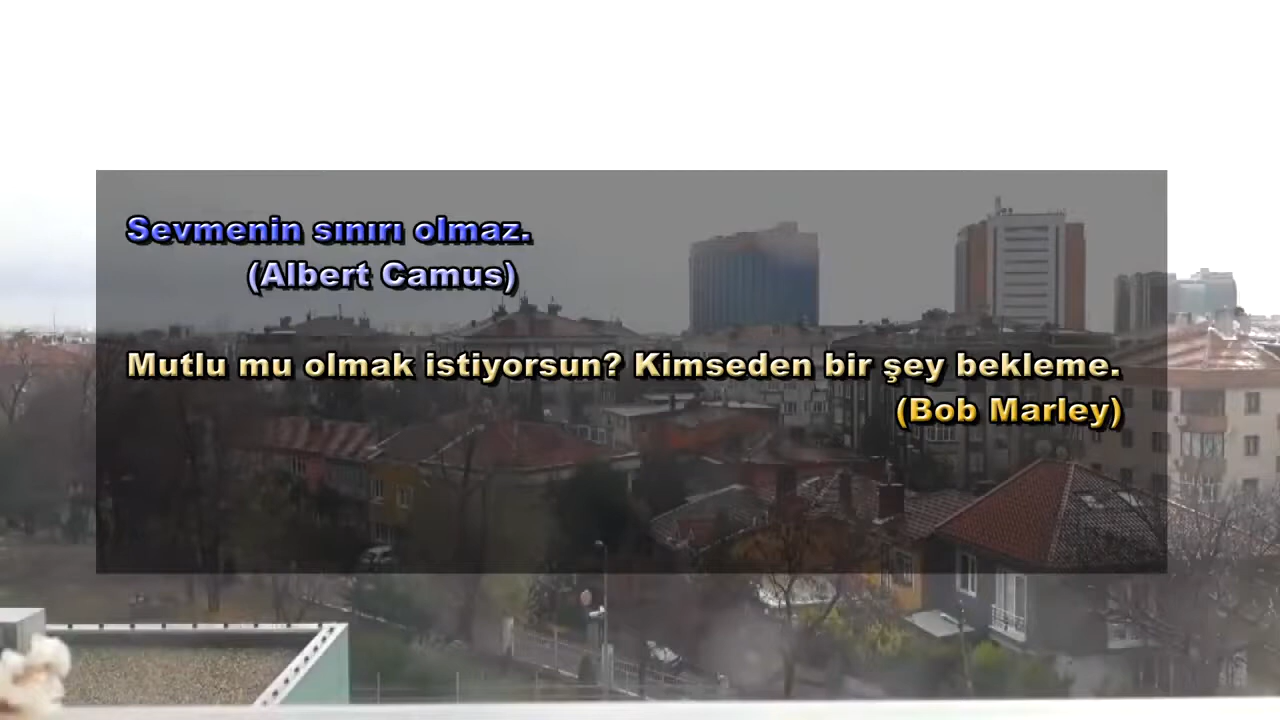 Sevmenin sınırı olmaz.
(Albert Camus)
Mutlu mu olmak istiyorsun? Kimseden bir şey bekleme.
(Bob Marley)